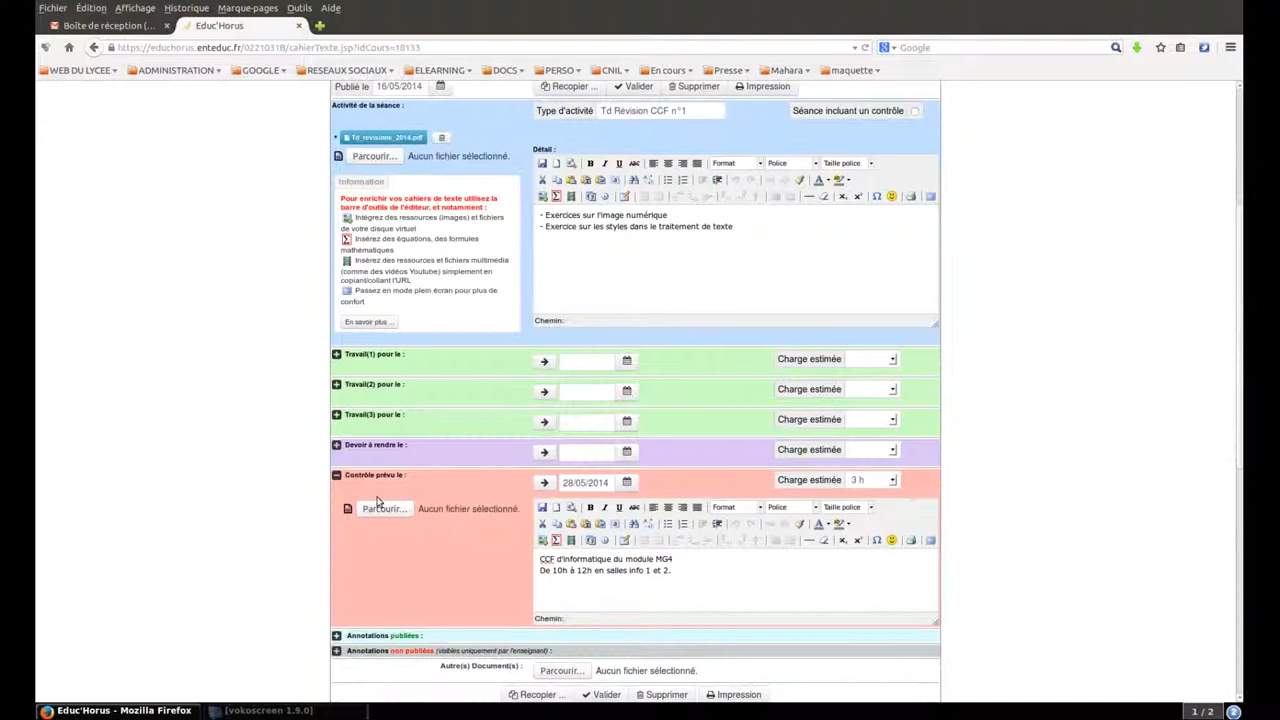 Fichier Édition Affichage Historique Marque-pages Outils Aide
Boîte de réception (... Educ'Horus
https://educhorus.enteduc.fr/0221031B/cahierTexte.jsp?idCours=18133 Google
WEB DU LYCEE ADMINISTRATION GOOGLE RESEAUX SOCIAUX ELEARNING DOCS PERSO CNIL En cours Presse Mahara maquette
Publié le 16/05/2014 Recopier ... Valider Supprimer Impression
Activité de la séance : Type d'activité Td Révision CCF n°1 Séance incluant un contrôle
Td_revisions_2014.pdf
Parcourir... Aucun fichier sélectionné.
Détail :
Format Police Taille police
Information
Pour enrichir vos cahiers de texte utilisez la
barre d'outils de l'éditeur, et notamment :
Intégrez des ressources (images) et fichiers
de votre disque virtuel
Insérez des équations, des formules
mathématiques
Insérez des ressources et fichiers multimédia
(comme des vidéos Youtube) simplement en
copiant/collant l'URL
Passez en mode plein écran pour plus de
confort
En savoir plus ...
- Exercices sur l'image numérique
- Exercice sur les styles dans le traitement de texte
Chemin:
Travail(1) pour le : Charge estimée
Travail(2) pour le : Charge estimée
Travail(3) pour le : Charge estimée
Devoir à rendre le : Charge estimée
Contrôle prévu le : 28/05/2014 Charge estimée 3 h
Parcourir... Aucun fichier sélectionné.
Format Police Taille police
CCF d'informatique du module MG4
De 10h à 12h en salles info 1 et 2.
Chemin:
Annotations publiées :
Annotations non publiées (visibles uniquement par l'enseignant) :
Autre(s) Document(s) : Parcourir... Aucun fichier sélectionné.
Recopier ... Valider Supprimer Impression
Educ'Horus - Mozilla Firefox [vokoscreen 1.9.0] 1 / 2 2